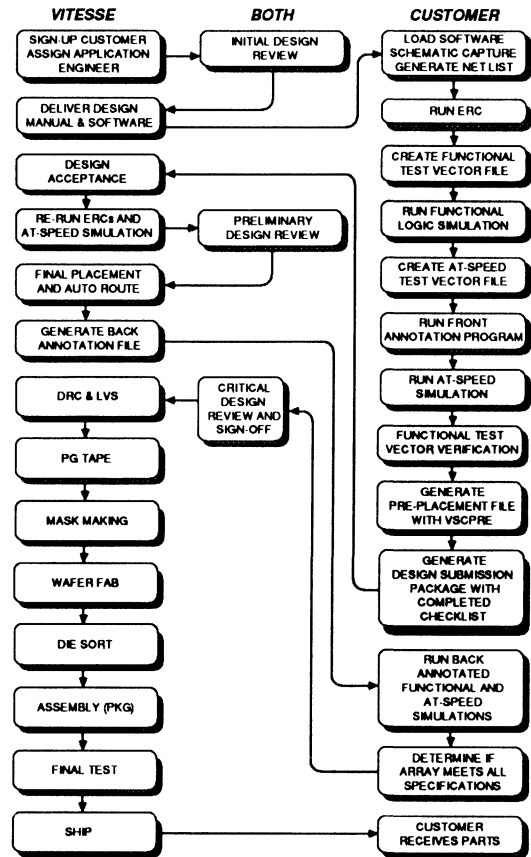 VITESSE
BOTH
CUSTOMER
SIGN-UP CUSTOMER
ASSIGN APPLICATION
ENGINEER
INITIAL DESIGN
REVIEW
LOAD SOFTWARE
SCHEMATIC CAPTURE
GENERATE NET LIST
DELIVER DESIGN
MANUAL & SOFTWARE
RUN ERC
CREATE FUNCTIONAL
TEST VECTOR FILE
RUN FUNCTIONAL
LOGIC SIMULATION
CREATE AT-SPEED
TEST VECTOR FILE
RUN FRONT
ANNOTATION PROGRAM
RUN AT-SPEED
SIMULATION
FUNCTIONAL TEST
VECTOR VERIFICATION
GENERATE
PRE-PLACEMENT FILE
WITH VSCPRE
GENERATE
DESIGN SUBMISSION
PACKAGE WITH
COMPLETED
CHECKLIST
DESIGN
ACCEPTANCE
RE-RUN ERCs AND
AT-SPEED SIMULATION
PRELIMINARY
DESIGN REVIEW
FINAL PLACEMENT
AND AUTO ROUTE
GENERATE BACK
ANNOTATION FILE
RUN BACK
ANNOTATED
FUNCTIONAL AND
AT-SPEED
SIMULATIONS
DETERMINE IF
ARRAY MEETS ALL
SPECIFICATIONS
CRITICAL
DESIGN
REVIEW AND
SIGN-OFF
DRC & LVS
PG TAPE
MASK MAKING
WAFER FAB
DIE SORT
ASSEMBLY (PKG)
FINAL TEST
SHIP
CUSTOMER
RECEIVES PARTS